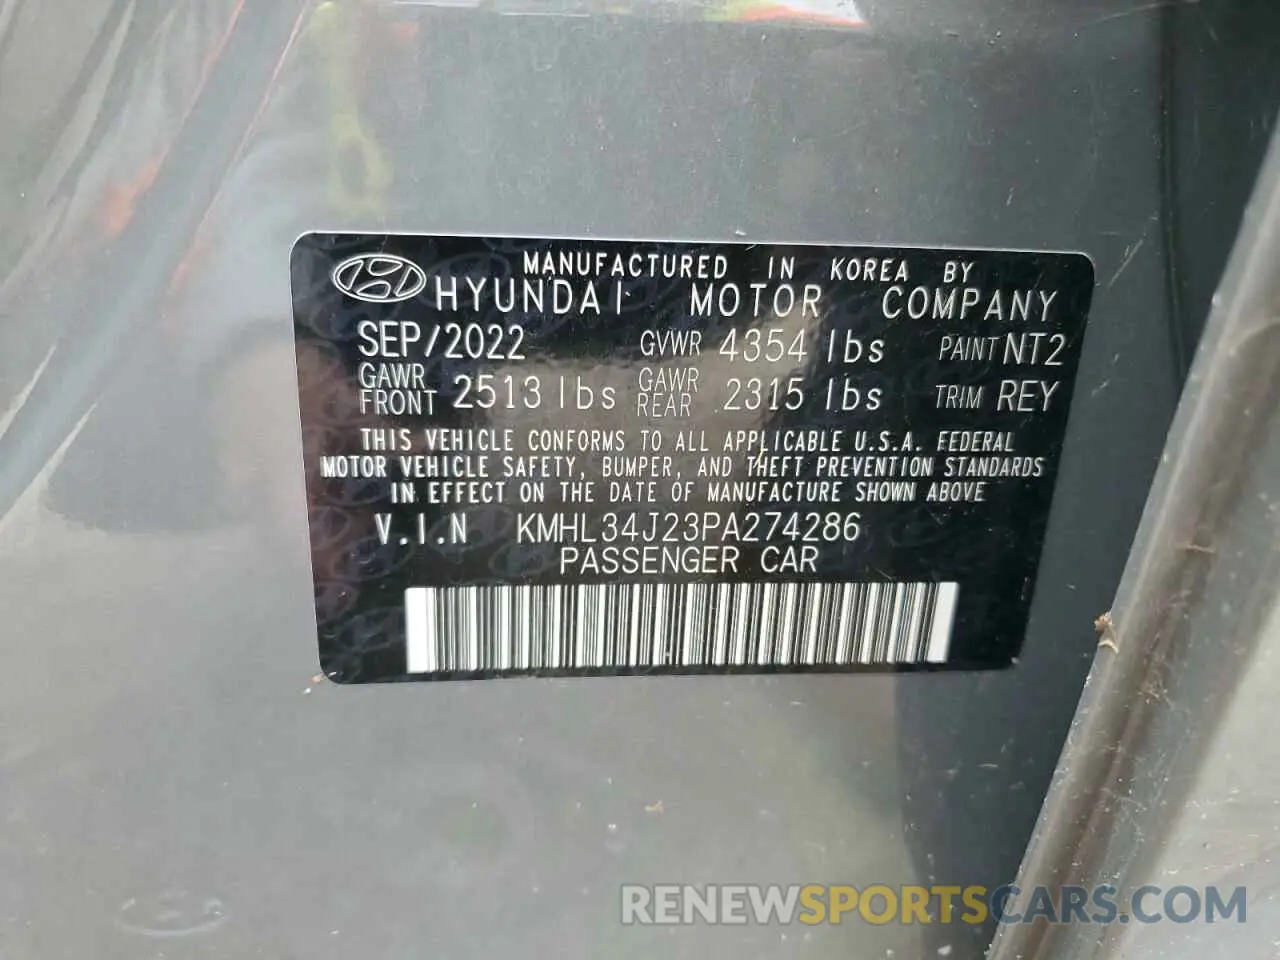 MANUFACTURED IN KOREA BY
HYUNDAI MOTOR COMPANY
SEP/2022 GVWR 4354 lbs PAINT NT2
GAWR FRONT 2513 lbs GAWR REAR 2315 lbs TRIM REY
THIS VEHICLE CONFORMS TO ALL APPLICABLE U.S.A. FEDERAL
MOTOR VEHICLE SAFETY, BUMPER, AND THEFT PREVENTION STANDARDS
IN EFFECT ON THE DATE OF MANUFACTURE SHOWN ABOVE
V.I.N KMHL34J23PA274286
PASSENGER CAR
RENEWSPORTSCARS.COM